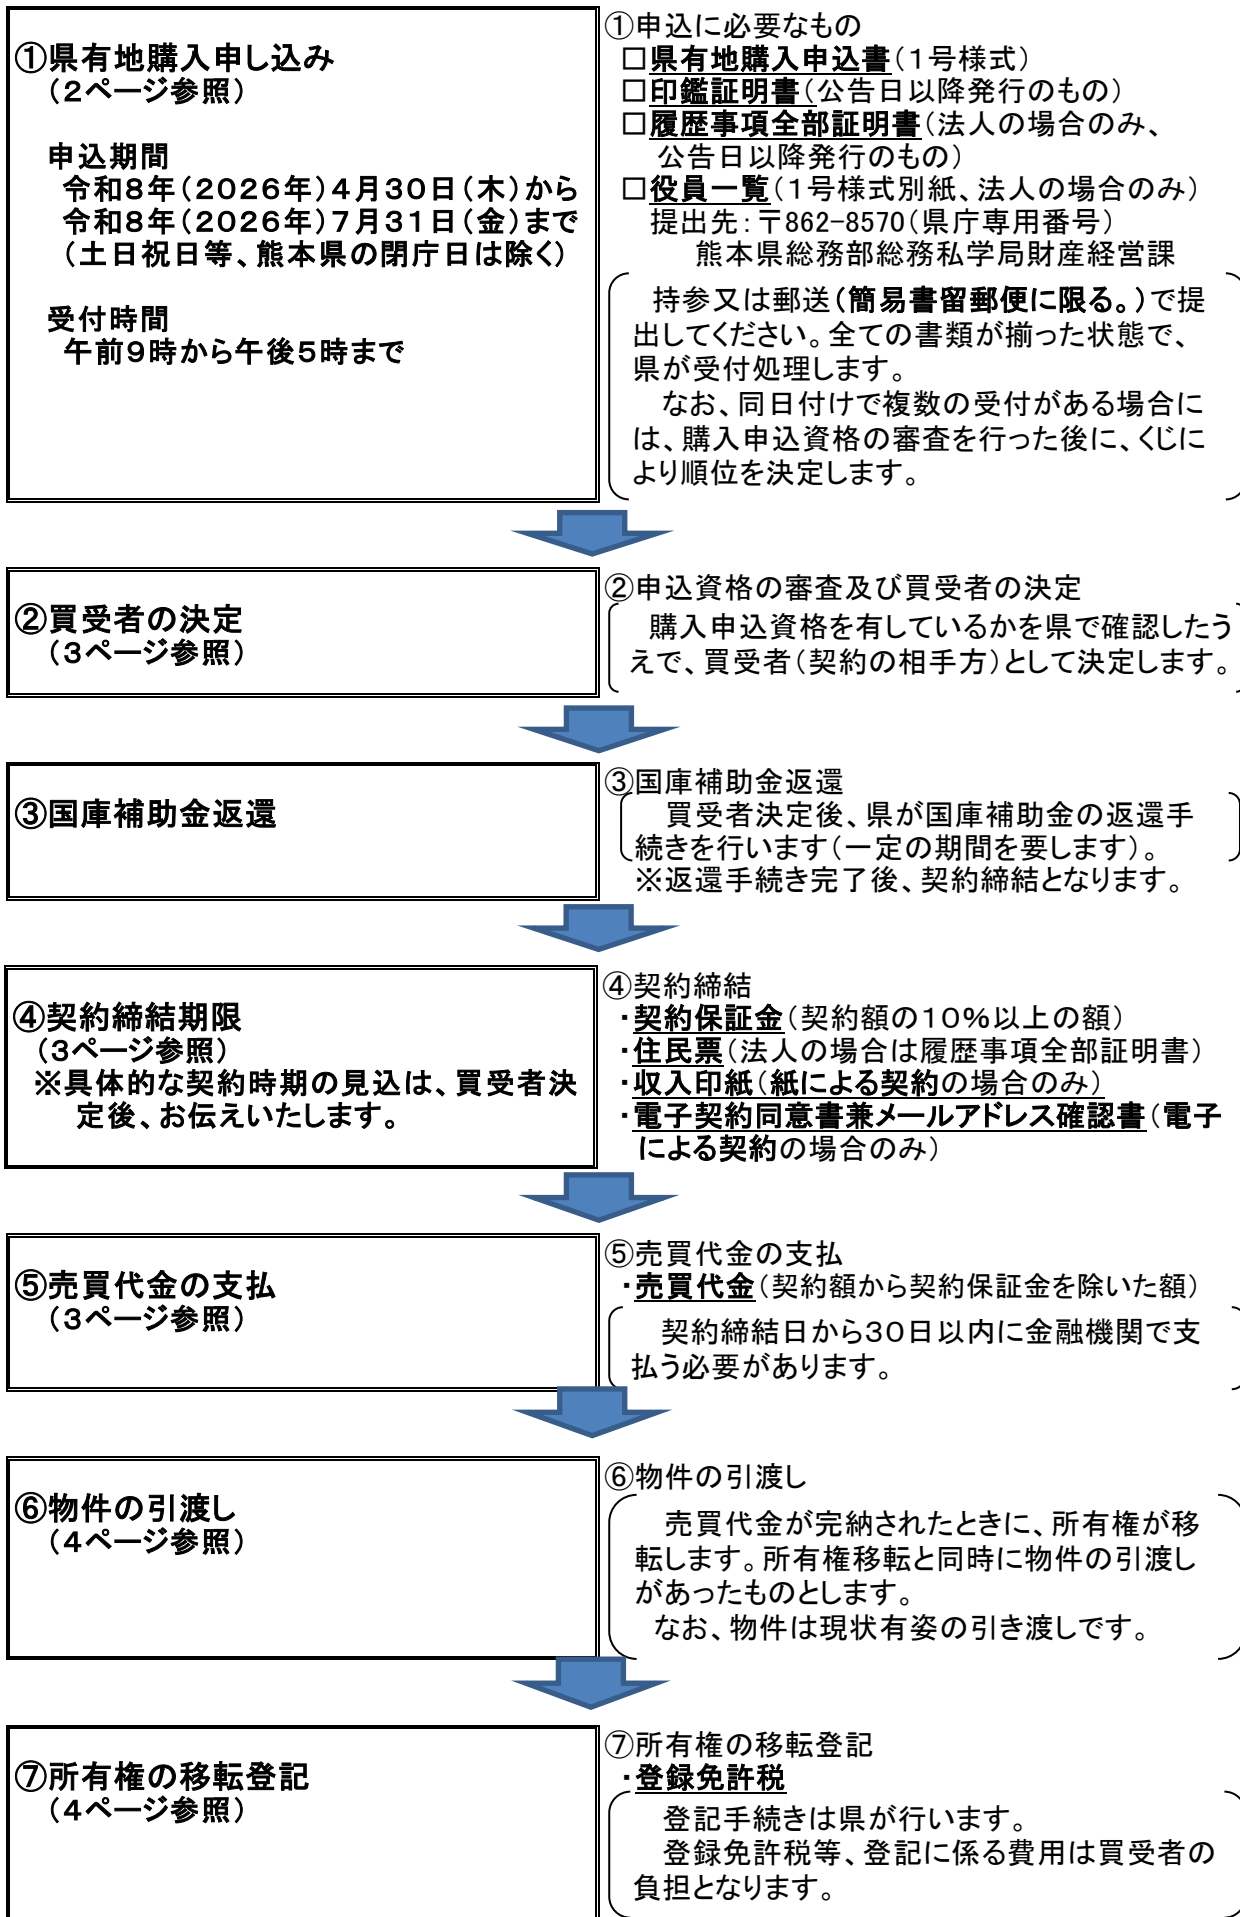 ①県有地購入申し込み
（２ページ参照）
申込期間
令和８年（２０２６年）４月３０日（木）から
令和８年（２０２６年）７月３１日（金）まで
（土日祝日等、熊本県の閉庁日は除く）
受付時間
午前９時から午後５時まで
①申込に必要なもの
□県有地購入申込書（１号様式）
□印鑑証明書（公告日以降発行のもの）
□履歴事項全部証明書（法人の場合のみ、
公告日以降発行のもの）
□役員一覧（１号様式別紙、法人の場合のみ）
提出先：〒862-8570（県庁専用番号）
熊本県総務部総務私学局財産経営課
持参又は郵送（簡易書留郵便に限る。）で提
出してください。全ての書類が揃った状態で、
県が受付処理します。
なお、同日付けで複数の受付がある場合に
は、購入申込資格の審査を行った後に、くじに
より順位を決定します。
②買受者の決定
（３ページ参照）
②申込資格の審査及び買受者の決定
購入申込資格を有しているかを県で確認したう
えで、買受者（契約の相手方）として決定します。
③国庫補助金返還
③国庫補助金返還
買受者決定後、県が国庫補助金の返還手
続きを行います（一定の期間を要します）。
※返還手続き完了後、契約締結となります。
④契約締結期限
（３ページ参照）
※具体的な契約時期の見込は、買受者決
定後、お伝えいたします。
④契約締結
・契約保証金（契約額の１０％以上の額）
・住民票（法人の場合は履歴事項全部証明書）
・収入印紙（紙による契約の場合のみ）
・電子契約同意書兼メールアドレス確認書（電子
による契約の場合のみ）
⑤売買代金の支払
（３ページ参照）
⑤売買代金の支払
・売買代金（契約額から契約保証金を除いた額）
契約締結日から３０日以内に金融機関で支
払う必要があります。
⑥物件の引渡し
（４ページ参照）
⑥物件の引渡し
売買代金が完納されたときに、所有権が移
転します。所有権移転と同時に物件の引渡し
があったものとします。
なお、物件は現状有姿の引き渡しです。
⑦所有権の移転登記
（４ページ参照）
⑦所有権の移転登記
・登録免許税
登記手続きは県が行います。
登録免許税等、登記に係る費用は買受者の
負担となります。